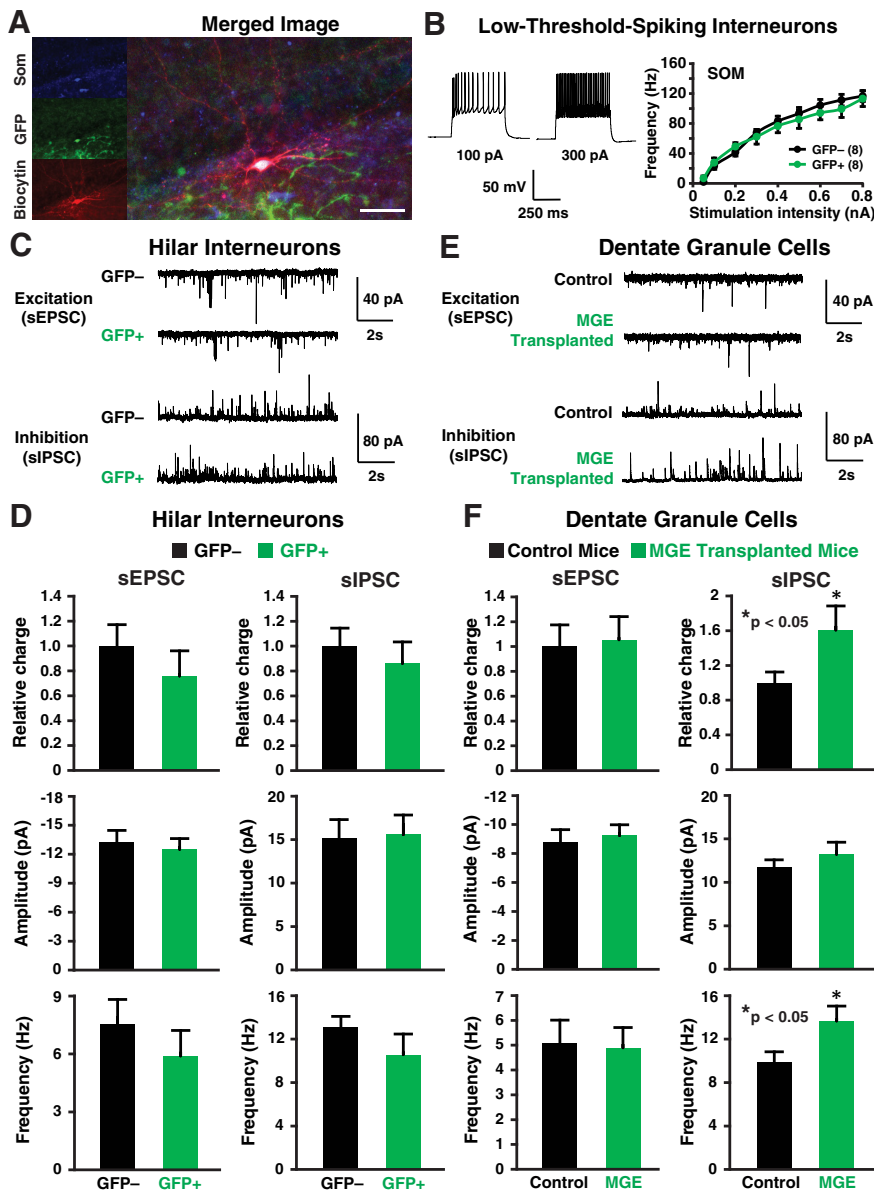 A
Merged Image
Som
GFP
Biocytin
B
Low-Threshold-Spiking Interneurons
100 pA
300 pA
50 mV
250 ms
Frequency (Hz)
160
120
80
40
0
SOM
GFP– (8)
GFP+ (8)
0
0.2
0.4
0.6
0.8
Stimulation intensity (nA)
C
Hilar Interneurons
Excitation
(sEPSC)
GFP–
GFP+
40 pA
2s
Inhibition
(sIPSC)
GFP–
GFP+
80 pA
2s
E
Dentate Granule Cells
Excitation
(sEPSC)
Control
MGE
Transplanted
40 pA
2s
Inhibition
(sIPSC)
Control
MGE
Transplanted
80 pA
2s
D
Hilar Interneurons
GFP–
GFP+
sEPSC
Relative charge
1.4
1.2
1.0
0.8
0.6
0.4
0.2
0
sIPSC
Relative charge
1.4
1.2
1.0
0.8
0.6
0.4
0.2
0
Amplitude (pA)
-18
-15
-12
-9
-6
-3
0
Amplitude (pA)
20
15
10
5
0
Frequency (Hz)
9
6
3
0
GFP–
GFP+
Frequency (Hz)
16
12
8
4
0
GFP–
GFP+
F
Dentate Granule Cells
Control Mice
MGE Transplanted Mice
sEPSC
Relative charge
1.4
1.2
1.0
0.8
0.6
0.4
0.2
0
sIPSC
Relative charge
2
1.6
1.2
0.8
0.4
0
*p < 0.05
*
Amplitude (pA)
-12
-10
-8
-6
-4
-2
0
Amplitude (pA)
20
15
10
5
0
Frequency (Hz)
7
6
5
4
3
2
1
0
Control
MGE
Frequency (Hz)
16
12
8
4
0
*p < 0.05
*
Control
MGE